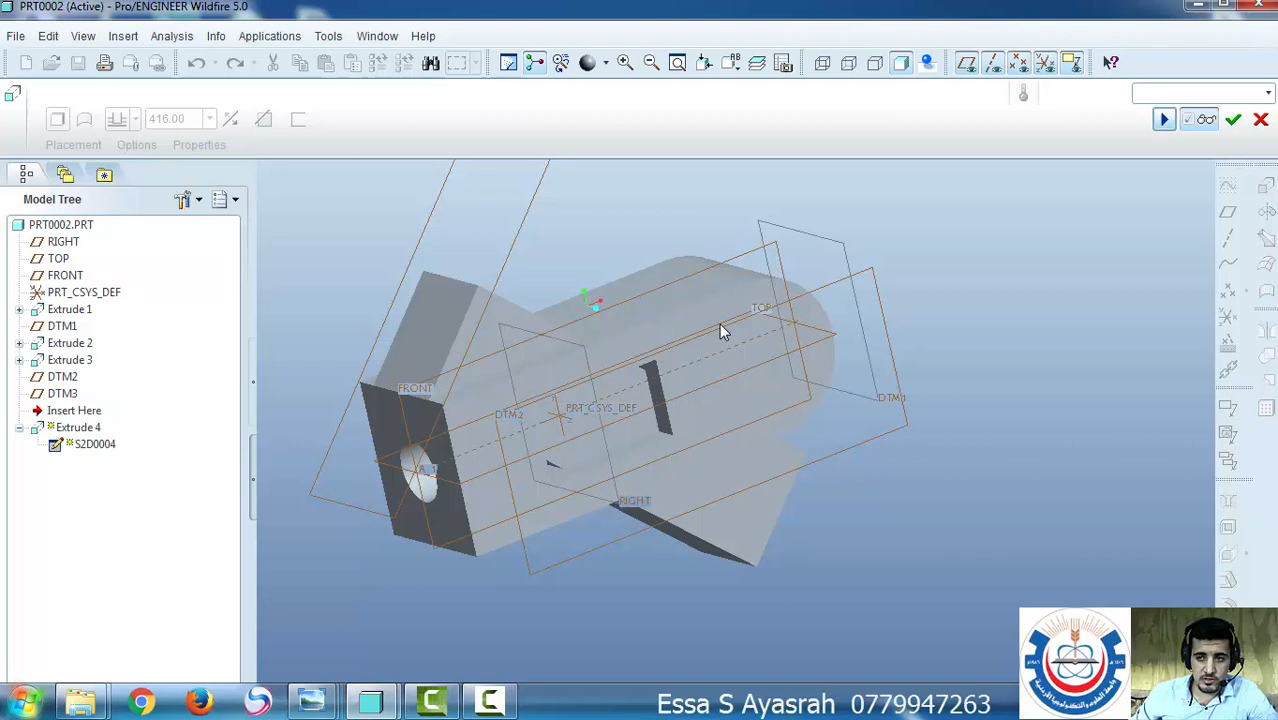 PRT0002 (Active) - Pro/ENGINEER Wildfire 5.0
File Edit View Insert Analysis Info Applications Tools Window Help
416.00
Placement Options Properties
Model Tree
PRT0002.PRT
RIGHT
TOP
FRONT
PRT_CSYS_DEF
Extrude 1
DTM1
Extrude 2
Extrude 3
DTM2
DTM3
Insert Here
Extrude 4
S2D0004
TOP
FRONT
DTM2
PRT_CSYS_DEF
DTM1
A_1
RIGHT
Essa S Ayasrah 0779947263